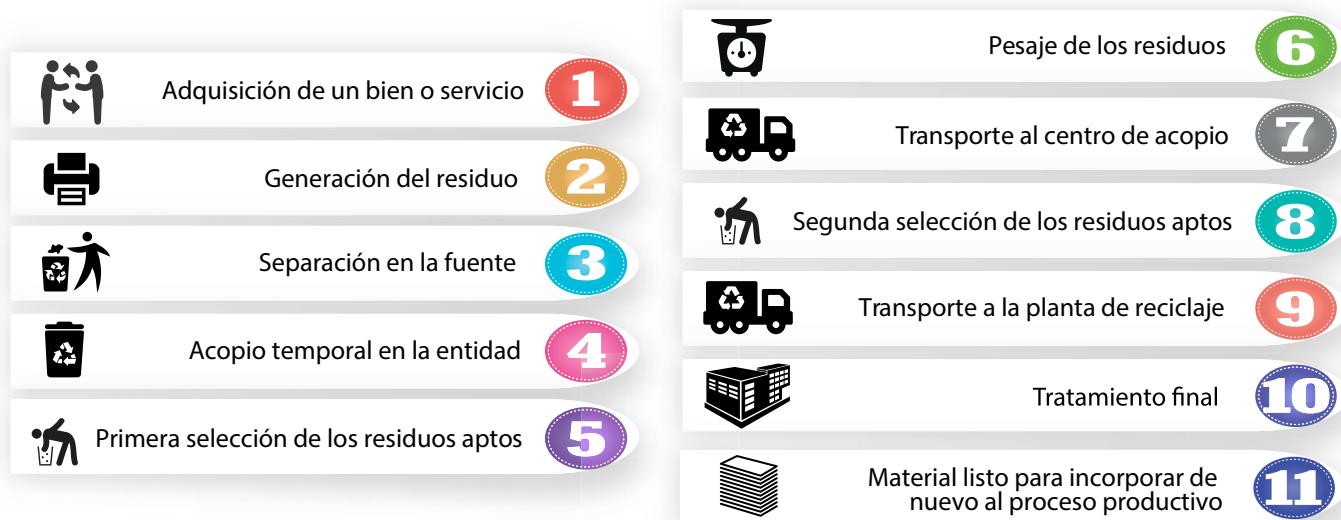 Adquisición de un bien o servicio 1
Generación del residuo 2
Separación en la fuente 3
Acopio temporal en la entidad 4
Primera selección de los residuos aptos 5
Pesaje de los residuos 6
Transporte al centro de acopio 7
Segunda selección de los residuos aptos 8
Transporte a la planta de reciclaje 9
Tratamiento final 10
Material listo para incorporar de
nuevo al proceso productivo 11